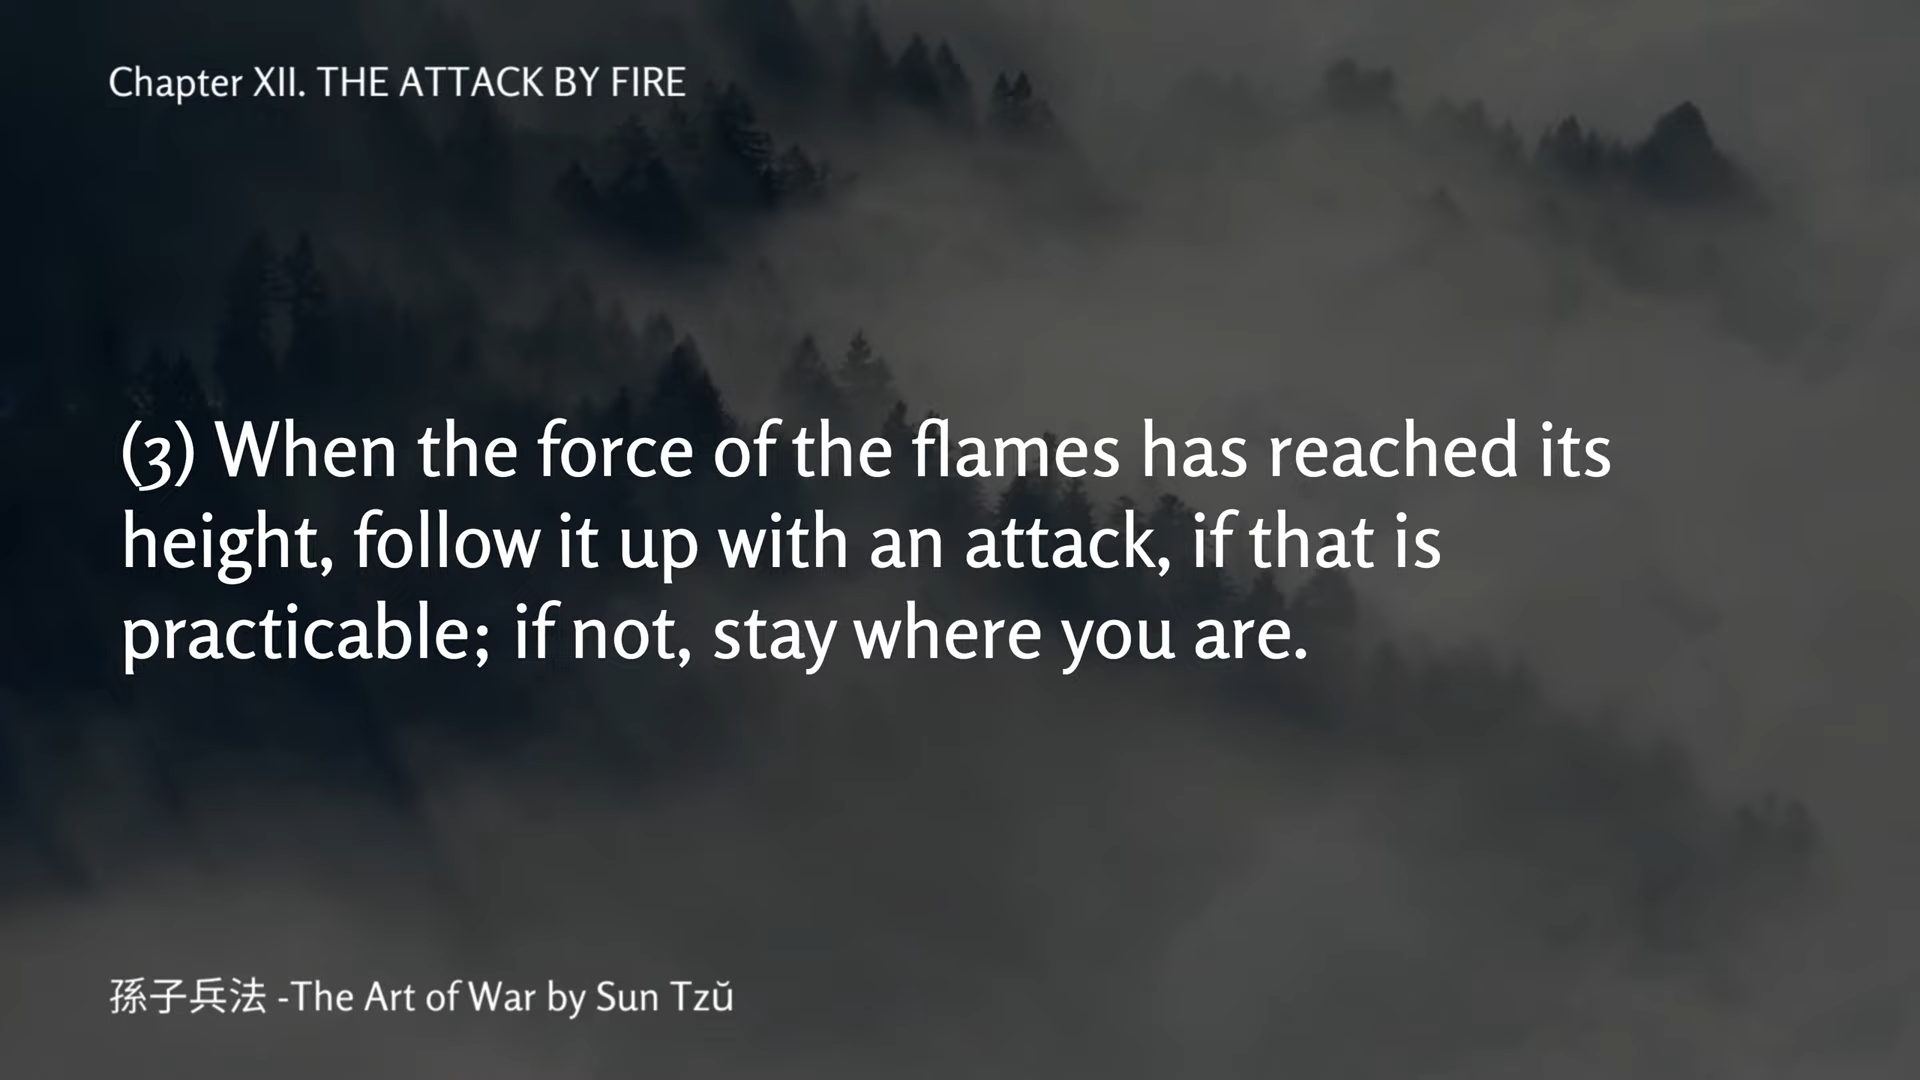 Chapter XII. THE ATTACK BY FIRE
(3) When the force of the flames has reached its
height, follow it up with an attack, if that is
practicable; if not, stay where you are.
孫子兵法 -The Art of War by Sun Tzŭ